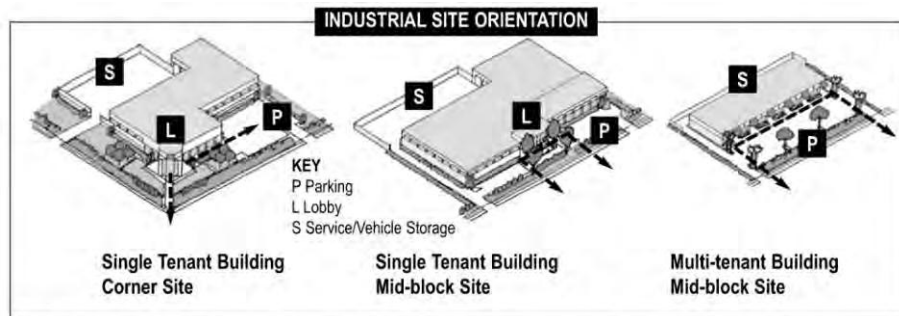 INDUSTRIAL SITE ORIENTATION
S
L
P
S
L
P
S
P
KEY
P Parking
L Lobby
S Service/Vehicle Storage
Single Tenant Building
Corner Site
Single Tenant Building
Mid-block Site
Multi-tenant Building
Mid-block Site